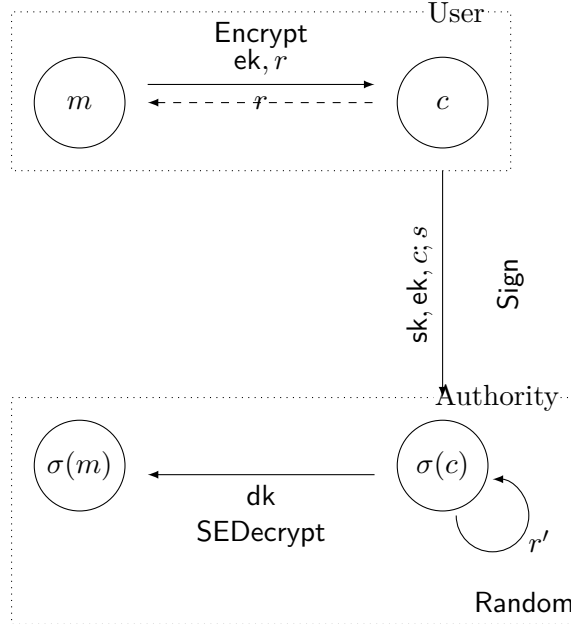 User
Encrypt
ek, r
m
c
r
sk, ek, c; s
Sign
Authority
σ(m)
σ(c)
dk
SEDecrypt
r′
Random